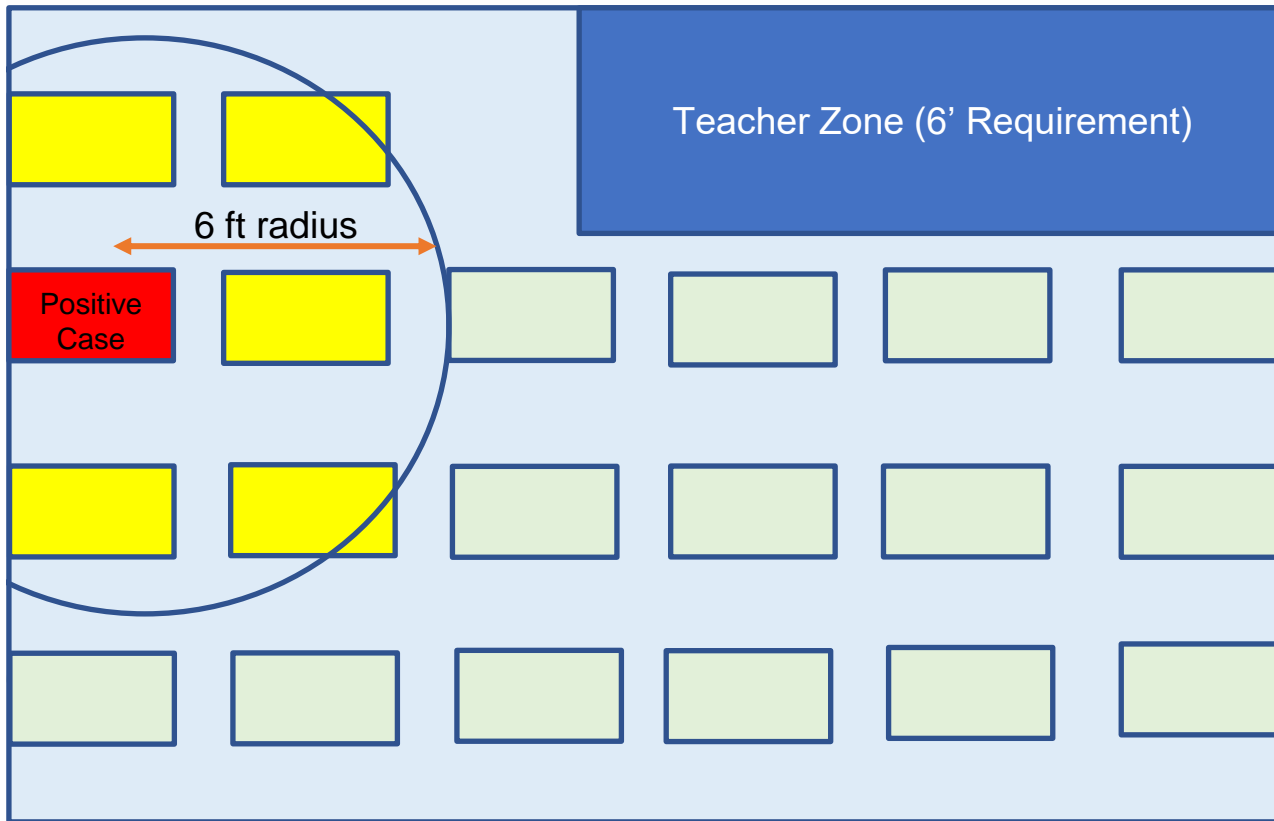 Teacher Zone (6’ Requirement)
6 ft radius
Positive
Case